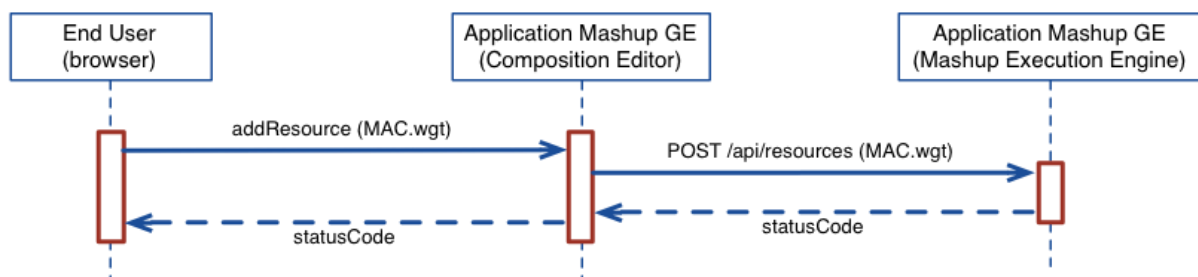 End User
(browser)
Application Mashup GE
(Composition Editor)
Application Mashup GE
(Mashup Execution Engine)
addResource (MAC.wgt)
POST /api/resources (MAC.wgt)
statusCode
statusCode